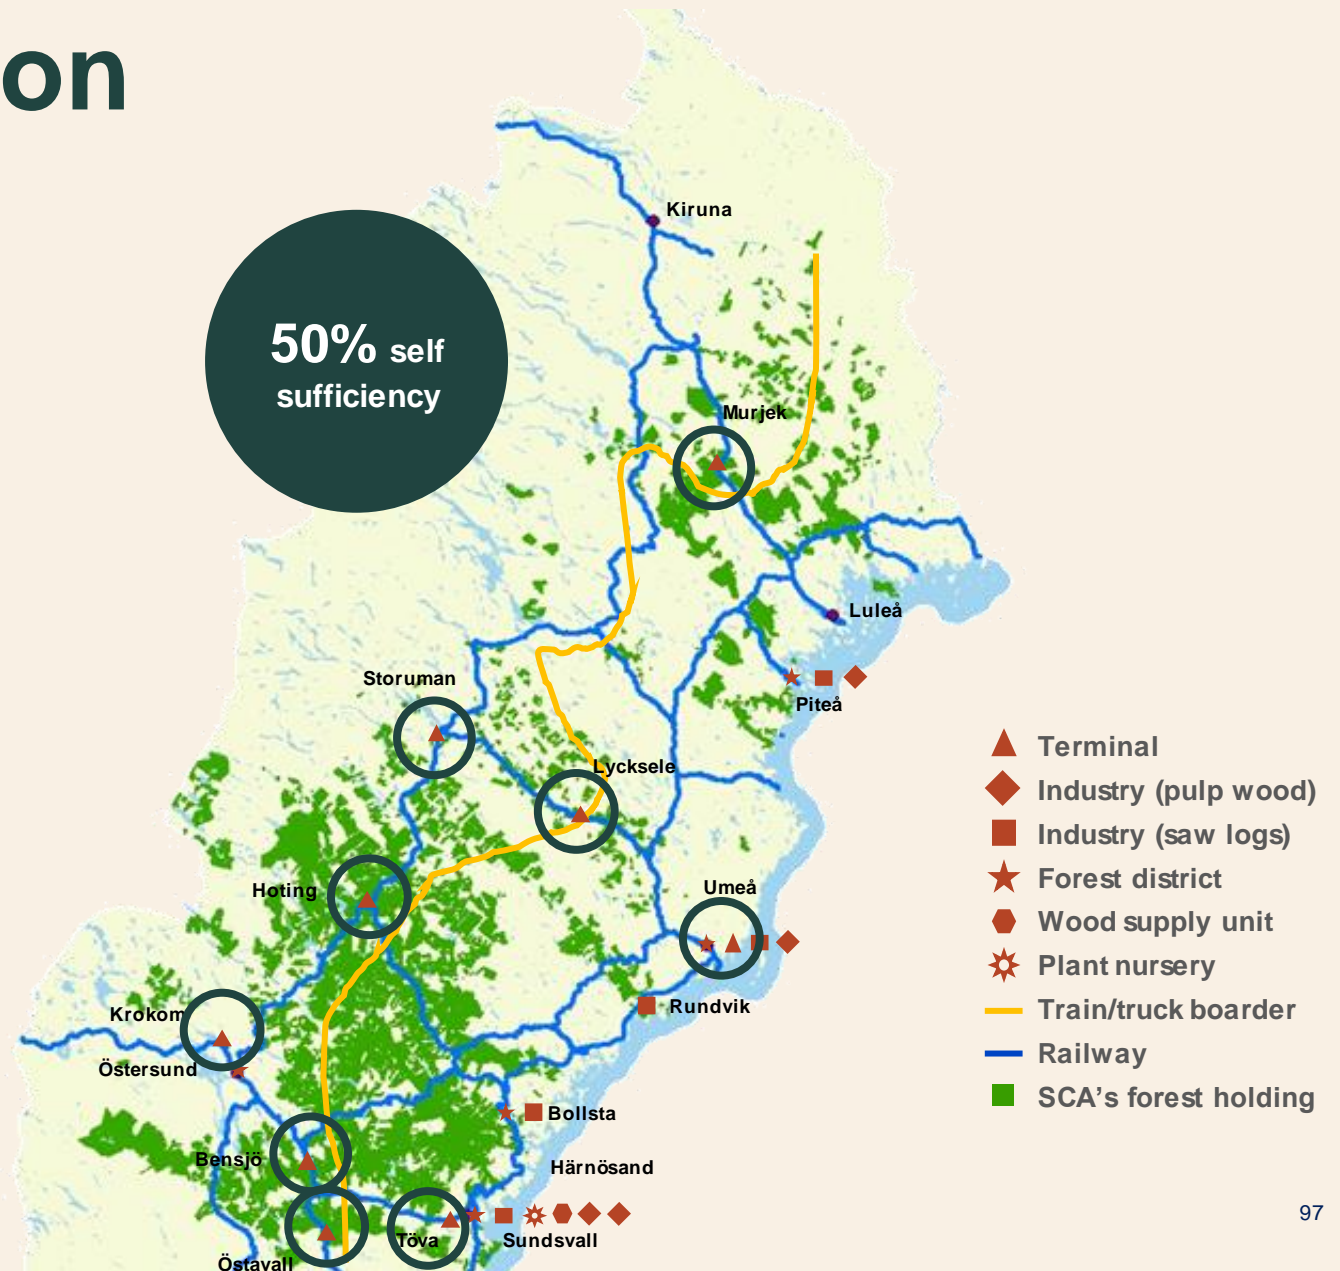 on
50% self
sufficiency
Kiruna
Murjek
Luleå
Storuman
Piteå
Lycksele
Hoting
Umeå
Krokom
Rundvik
Östersund
Bollsta
Bensjö
Härnösand
Töva
Sundsvall
Östavall
Terminal
Industry (pulp wood)
Industry (saw logs)
Forest district
Wood supply unit
Plant nursery
Train/truck boarder
Railway
SCA's forest holding
97